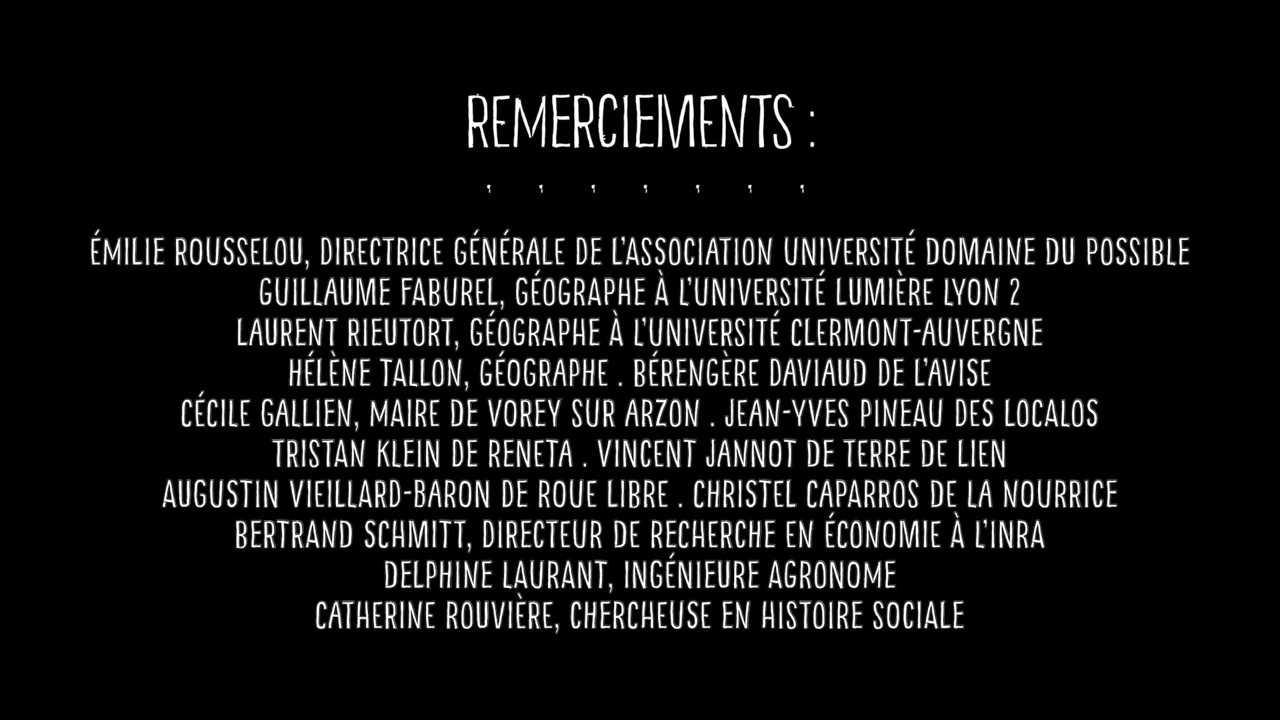 REMERCIEMENTS :
ÉMILIE ROUSSELOU, DIRECTRICE GÉNÉRALE DE L'ASSOCIATION UNIVERSITÉ DOMAINE DU POSSIBLE
GUILLAUME FABUREL, GÉOGRAPHE À L'UNIVERSITÉ LUMIÈRE LYON 2
LAURENT RIEUTORT, GÉOGRAPHE À L'UNIVERSITÉ CLERMONT-AUVERGNE
HÉLÈNE TALLON, GÉOGRAPHE . BÉRENGÈRE DAVIAUD DE L'AVISE
CÉCILE GALLIEN, MAIRE DE VOREY SUR ARZON . JEAN-YVES PINEAU DES LOCALOS
TRISTAN KLEIN DE RENETA . VINCENT JANNOT DE TERRE DE LIEN
AUGUSTIN VIEILLARD-BARON DE ROUE LIBRE . CHRISTEL CAPARROS DE LA NOURRICE
BERTRAND SCHMITT, DIRECTEUR DE RECHERCHE EN ÉCONOMIE À L'INRA
DELPHINE LAURANT, INGÉNIEURE AGRONOME
CATHERINE ROUVIÈRE, CHERCHEUSE EN HISTOIRE SOCIALE